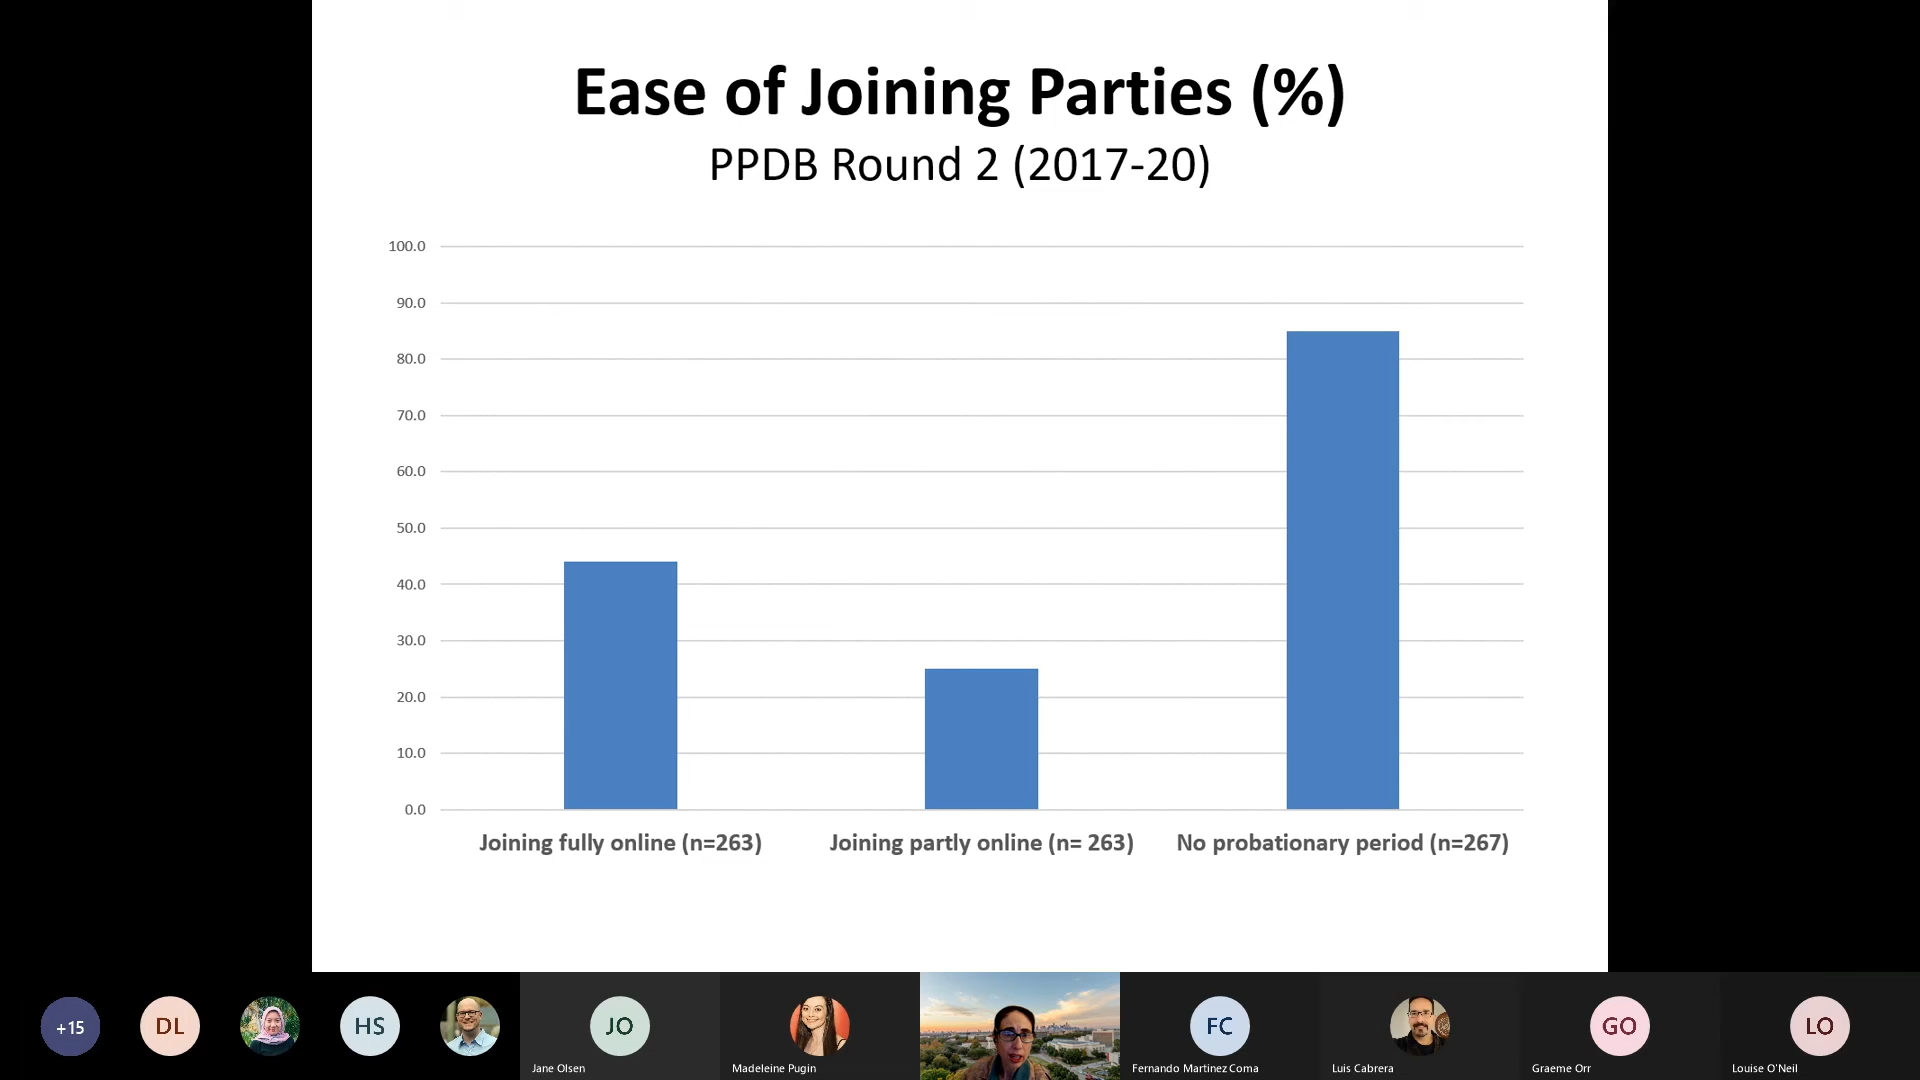 Ease of Joining Parties (%)
PPDB Round 2 (2017-20)
100.0
90.0
80.0
70.0
60.0
50.0
40.0
30.0
20.0
10.0
0.0
Joining fully online (n=263)
Joining partly online (n= 263)
No probationary period (n=267)
+15
DL
HS
JO
Jane Olsen
Madeleine Pugin
FC
Fernando Martinez Coma
Luis Cabrera
GO
Graeme Orr
LO
Louise O'Neil